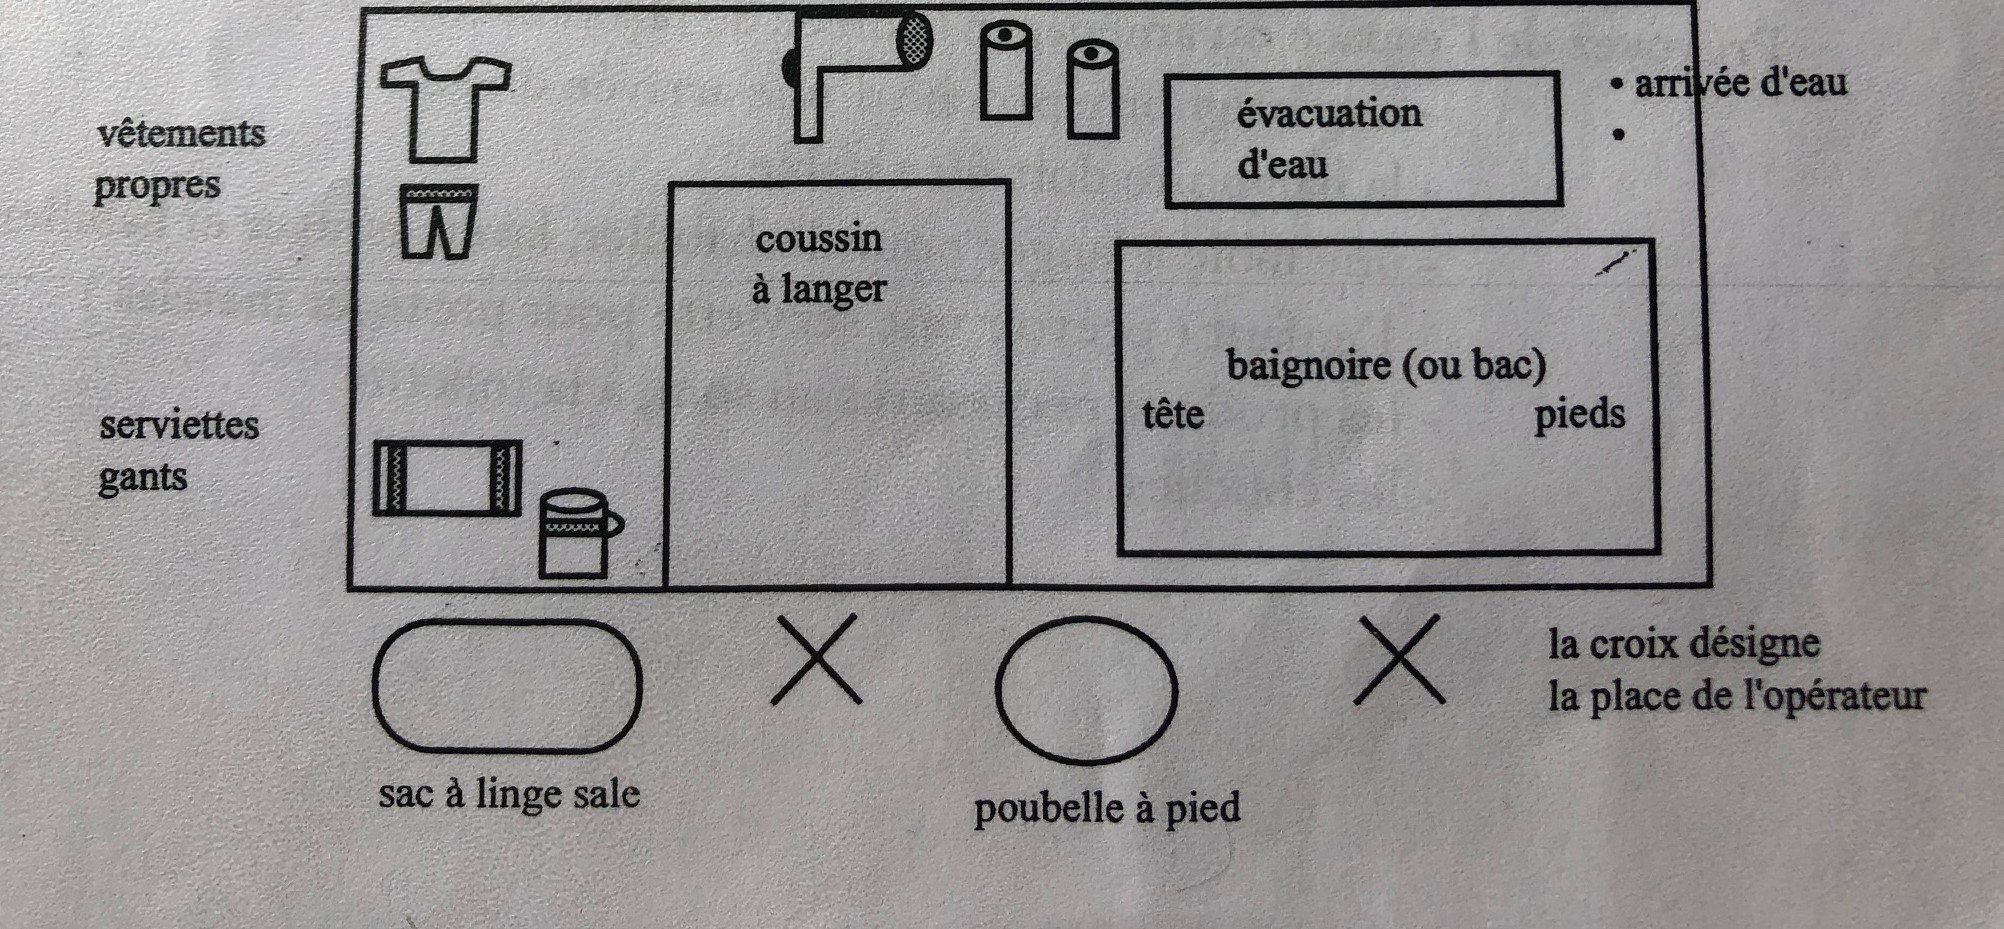 • arrivée d'eau
•
évacuation
d'eau
vêtements
propres
coussin
à langer
baignoire (ou bac)
tête pieds
serviettes
gants
la croix désigne
la place de l'opérateur
sac à linge sale
poubelle à pied